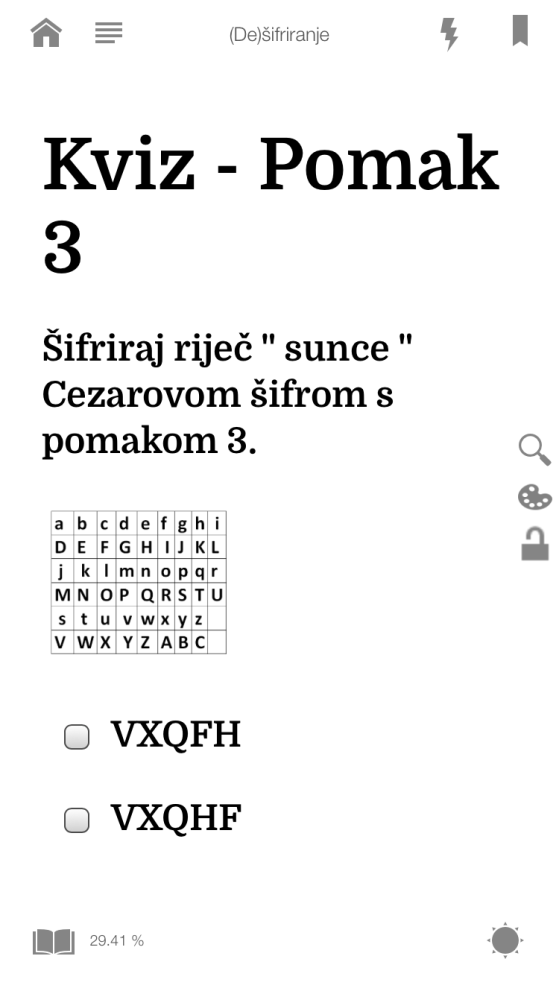 (De)šifriranje
Kviz - Pomak
3
Šifriraj riječ " sunce "
Cezarovom šifrom s
pomakom 3.
a b c d e f g h i
D E F G H I J K L
j k l m n o p q r
M N O P Q R S T U
s t u v w x y z
V W X Y Z A B C
VXQFH
VXQHF
29.41 %